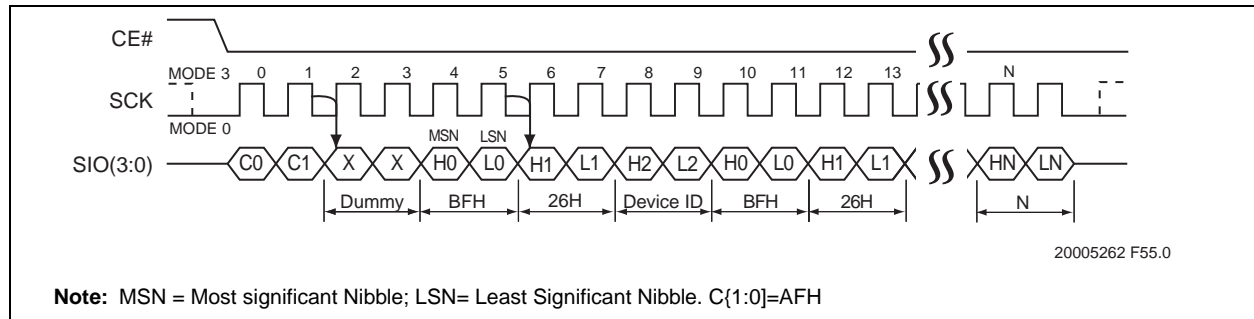 CE#
MODE 3 0 1 2 3 4 5 6 7 8 9 10 11 12 13 N
SCK
MODE 0
MSN LSN
SIO(3:0) C0 C1 X X H0 L0 H1 L1 H2 L2 H0 L0 H1 L1 HN LN
Dummy BFH 26H Device ID BFH 26H N
20005262 F55.0
Note: MSN = Most significant Nibble; LSN= Least Significant Nibble. C{1:0]=AFH